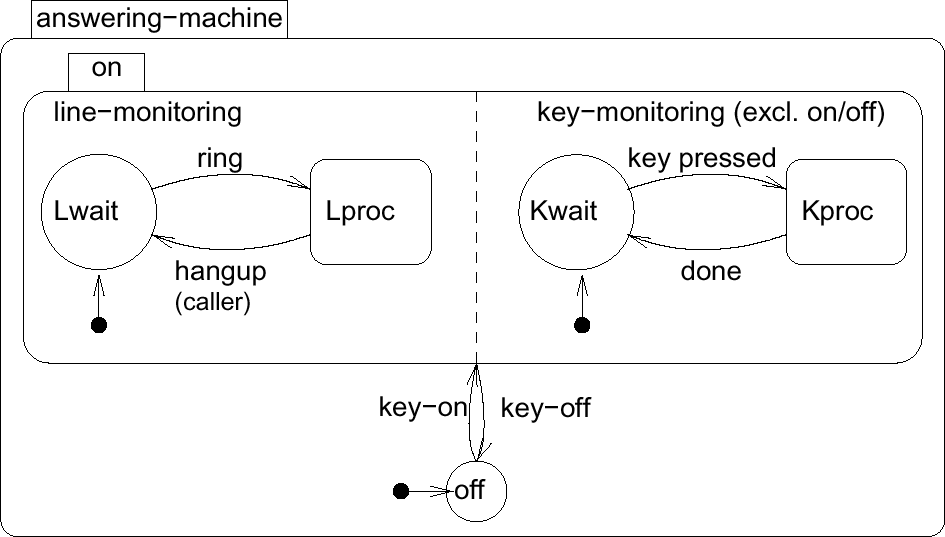 answering−machine
on
line−monitoring
key−monitoring (excl. on/off)
ring
key pressed
Lwait
Lproc
Kwait
Kproc
hangup
(caller)
done
key−on
key−off
off